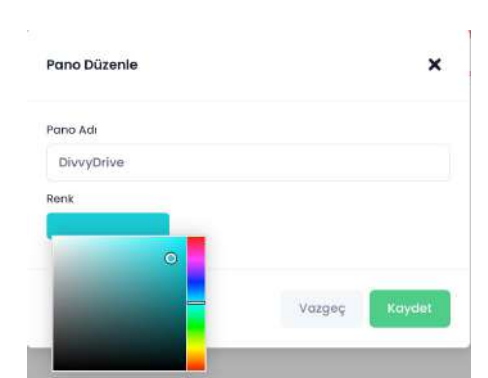 Pano Düzenle
Pano Adı
DivvyDrive
Renk
Vazgeç
Kaydet